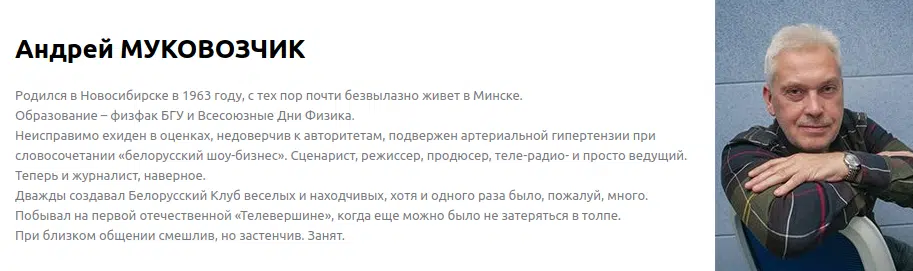 Андрей МУКОВОЗЧИК
Родился в Новосибирске в 1963 году, с тех пор почти безвылазно живет в Минске.
Образование – физфак БГУ и Всесоюзные Дни Физика.
Неисправимо ехиден в оценках, недоверчив к авторитетам, подвержен артериальной гипертензии при
словосочетании «белорусский шоу-бизнес». Сценарист, режиссер, продюсер, теле-радио- и просто ведущий.
Теперь и журналист, наверное.
Дважды создавал Белорусский Клуб веселых и находчивых, хотя и одного раза было, пожалуй, много.
Побывал на первой отечественной «Телевершине», когда еще можно было не затеряться в толпе.
При близком общении смешлив, но застенчив. Занят.